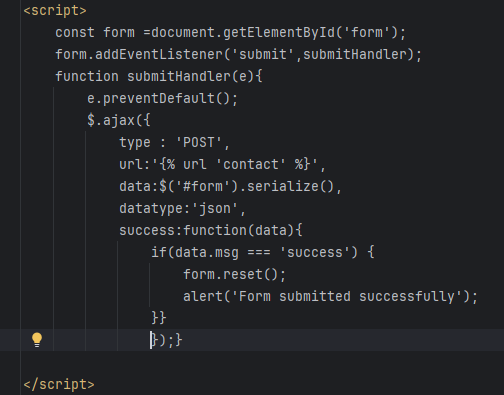 <script>
const form =document.getElementById('form');
form.addEventListener('submit',submitHandler);
function submitHandler(e){
e.preventDefault();
$.ajax({
type : 'POST',
url:'{% url 'contact' %}',
data:$('#form').serialize(),
datatype:'json',
success:function(data){
if(data.msg === 'success') {
form.reset();
alert('Form submitted successfully');
}}
});}
</script>